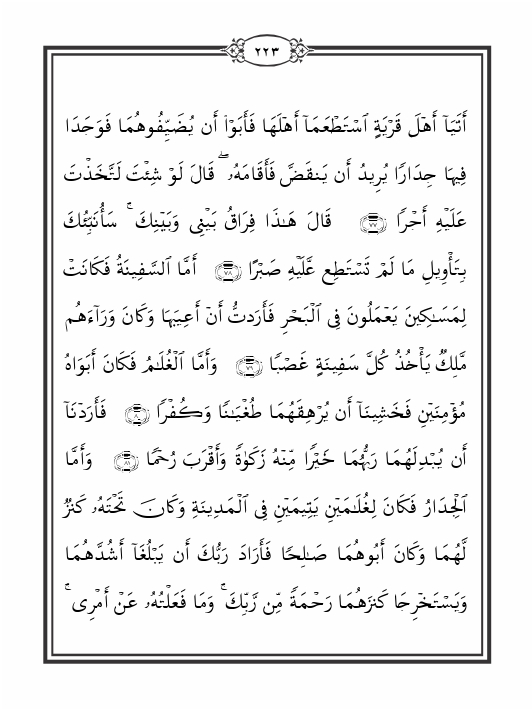 ٢٢٣
أَتَيَآ أَهْلَ قَرْيَةٍ ٱسْتَطْعَمَآ أَهْلَهَا فَأَبَوْا۟ أَن يُضَيِّفُوهُمَا فَوَجَدَا
فِيهَا جِدَارًا يُرِيدُ أَن يَنقَضَّ فَأَقَامَهُۥ ۖ قَالَ لَوْ شِئْتَ لَتَّخَذْتَ
عَلَيْهِ أَجْرًا ﴿٧٧﴾ قَالَ هَـٰذَا فِرَاقُ بَيْنِى وَبَيْنِكَ ۚ سَأُنَبِّئُكَ
بِتَأْوِيلِ مَا لَمْ تَسْتَطِع عَّلَيْهِ صَبْرًا ﴿٧٨﴾ أَمَّا ٱلسَّفِينَةُ فَكَانَتْ
لِمَسَـٰكِينَ يَعْمَلُونَ فِى ٱلْبَحْرِ فَأَرَدتُّ أَنْ أَعِيبَهَا وَكَانَ وَرَآءَهُم
مَّلِكٌ يَأْخُذُ كُلَّ سَفِينَةٍ غَصْبًا ﴿٧٩﴾ وَأَمَّا ٱلْغُلَـٰمُ فَكَانَ أَبَوَاهُ
مُؤْمِنَيْنِ فَخَشِينَآ أَن يُرْهِقَهُمَا طُغْيَـٰنًا وَكُفْرًا ﴿٨٠﴾ فَأَرَدْنَآ
أَن يُبْدِلَهُمَا رَبُّهُمَا خَيْرًا مِّنْهُ زَكَوٰةً وَأَقْرَبَ رُحْمًا ﴿٨١﴾ وَأَمَّا
ٱلْجِدَارُ فَكَانَ لِغُلَـٰمَيْنِ يَتِيمَيْنِ فِى ٱلْمَدِينَةِ وَكَانَ تَحْتَهُۥ كَنزٌ
لَّهُمَا وَكَانَ أَبُوهُمَا صَـٰلِحًا فَأَرَادَ رَبُّكَ أَن يَبْلُغَآ أَشُدَّهُمَا
وَيَسْتَخْرِجَا كَنزَهُمَا رَحْمَةً مِّن رَّبِّكَ ۚ وَمَا فَعَلْتُهُۥ عَنْ أَمْرِى ۚ